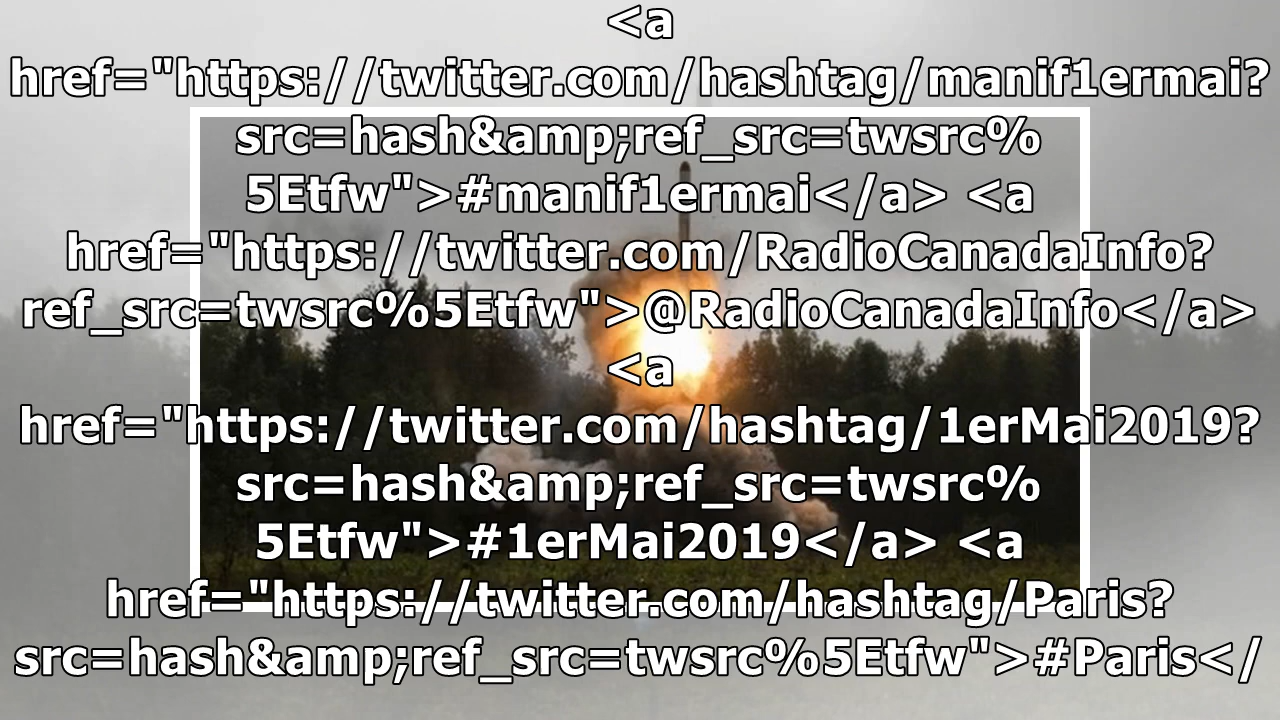 <a
href="https://twitter.com/hashtag/manif1ermai?
src=hash&amp;ref_src=twsrc%
5Etfw">#manif1ermai</a> <a
href="https://twitter.com/RadioCanadaInfo?
ref_src=twsrc%5Etfw">@RadioCanadaInfo</a>
<a
href="https://twitter.com/hashtag/1erMai2019?
src=hash&amp;ref_src=twsrc%
5Etfw">#1erMai2019</a> <a
href="https://twitter.com/hashtag/Paris?
src=hash&amp;ref_src=twsrc%5Etfw">#Paris</